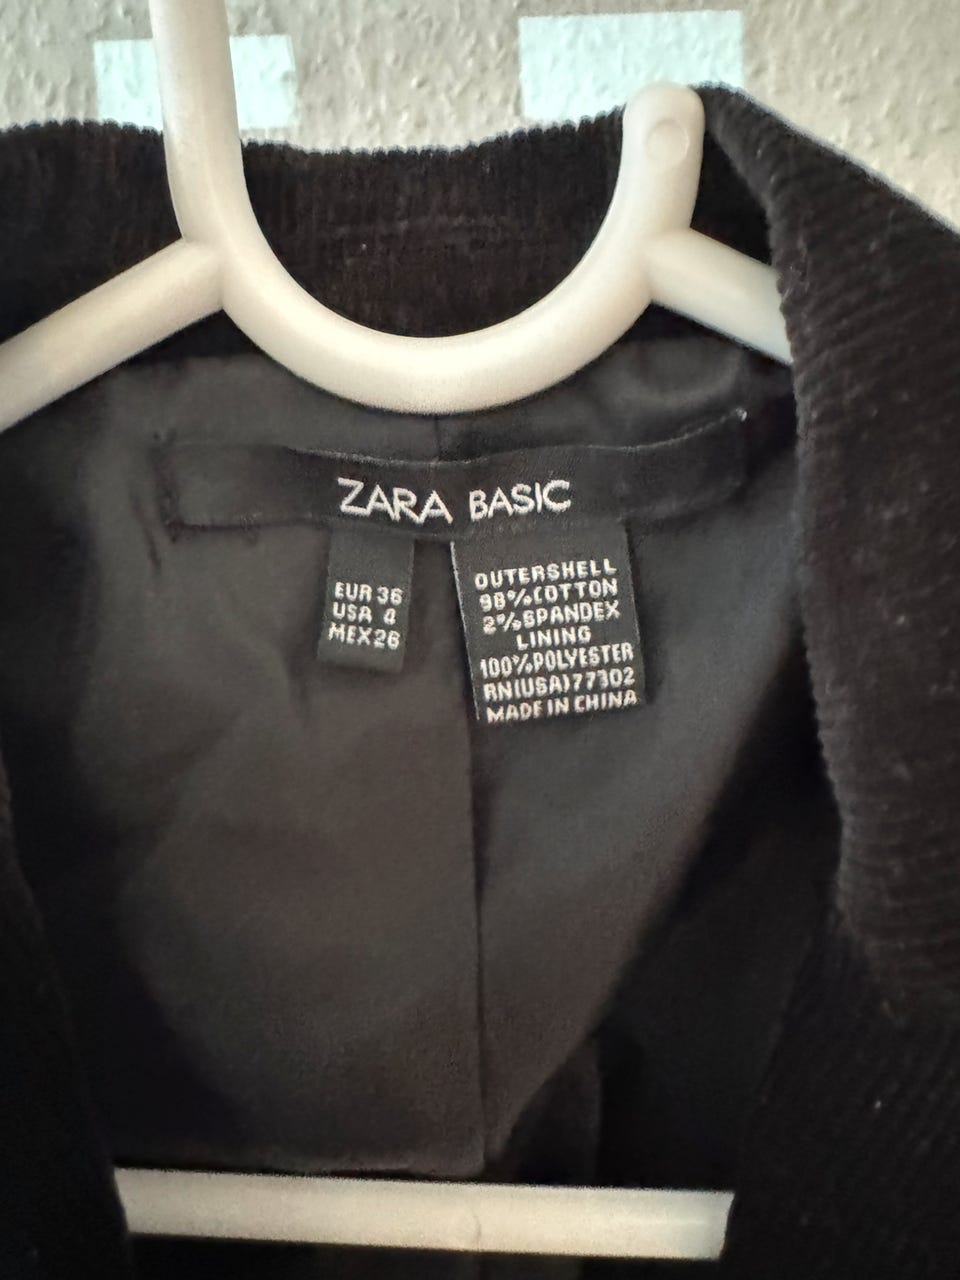 ZARA BASIC
EUR 36
USA 4
MEX 26
OUTERSHELL
98% COTTON
2% SPANDEX
LINING
100% POLYESTER
RN(USA)77302
MADE IN CHINA